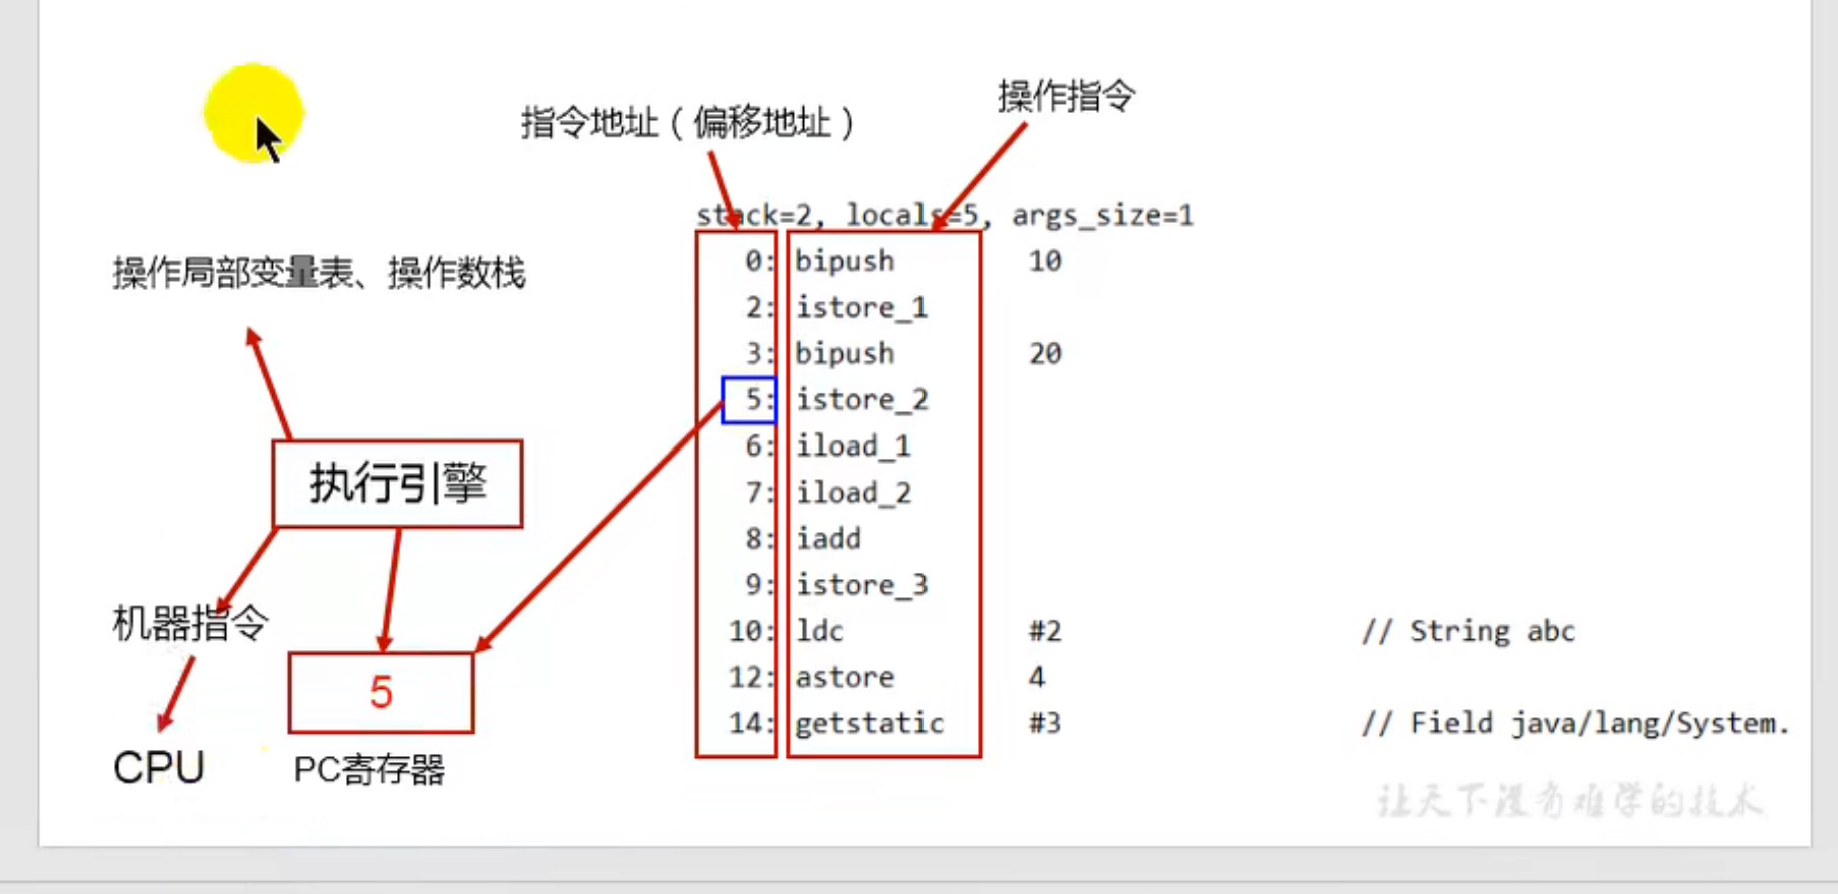 指令地址（偏移地址）
操作指令
stack=2, locals=5, args_size=1
0: bipush 10
2: istore_1
3: bipush 20
5: istore_2
6: iload_1
7: iload_2
8: iadd
9: istore_3
10: ldc #2 // String abc
12: astore 4
14: getstatic #3 // Field java/lang/System.
操作局部变量表、操作数栈
执行引擎
机器指令
5
CPU
PC寄存器
让天下没有难学的技术